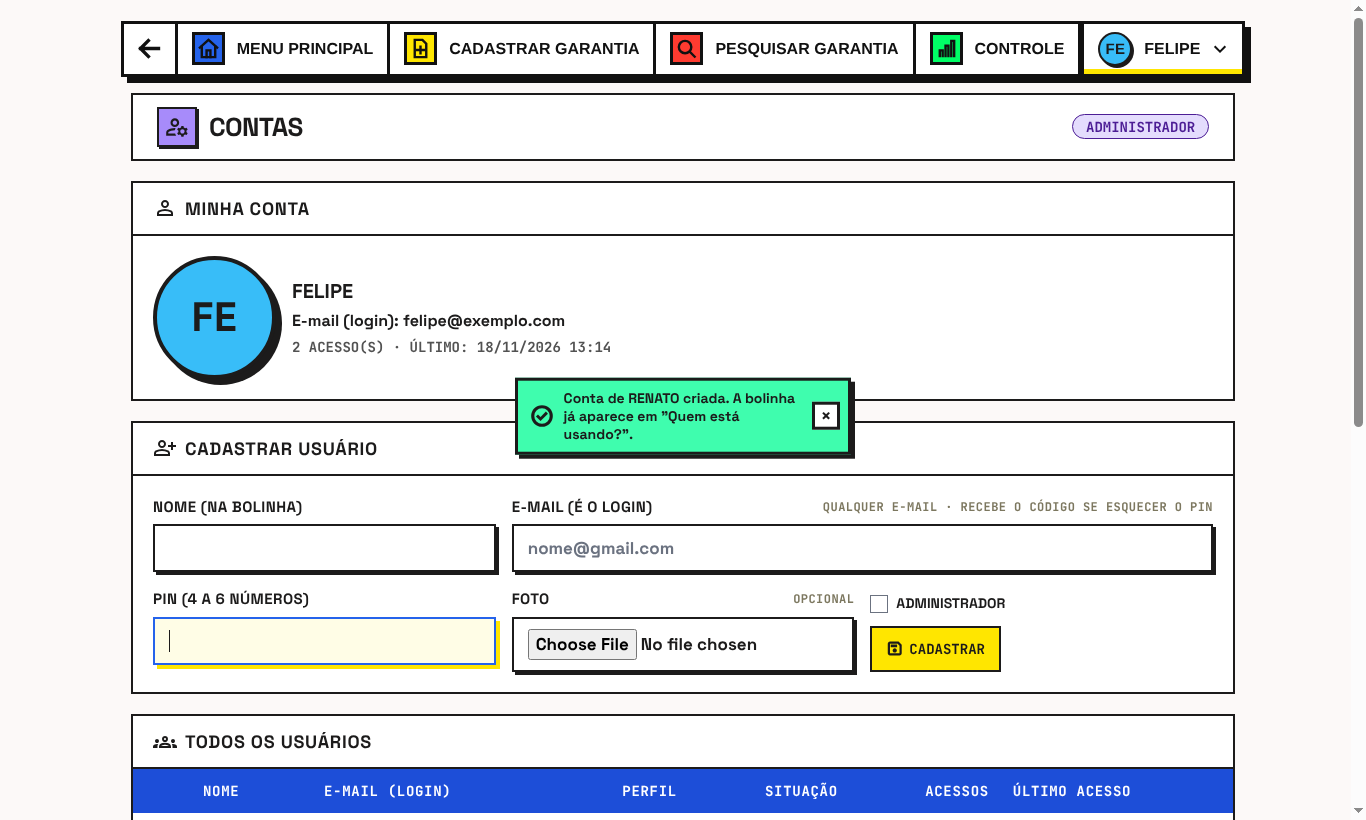 MENU PRINCIPAL CADASTRAR GARANTIA PESQUISAR GARANTIA CONTROLE FE FELIPE
CONTAS ADMINISTRADOR
MINHA CONTA
FE
FELIPE
E-mail (login): felipe@exemplo.com
2 ACESSO(S) · ÚLTIMO: 18/11/2026 13:14
Conta de RENATO criada. A bolinha
já aparece em "Quem está
usando?".
×
CADASTRAR USUÁRIO
NOME (NA BOLINHA) E-MAIL (É O LOGIN) QUALQUER E-MAIL · RECEBE O CÓDIGO SE ESQUECER O PIN
nome@gmail.com
PIN (4 A 6 NÚMEROS) FOTO OPCIONAL ADMINISTRADOR
Choose File No file chosen CADASTRAR
TODOS OS USUÁRIOS
NOME E-MAIL (LOGIN) PERFIL SITUAÇÃO ACESSOS ÚLTIMO ACESSO